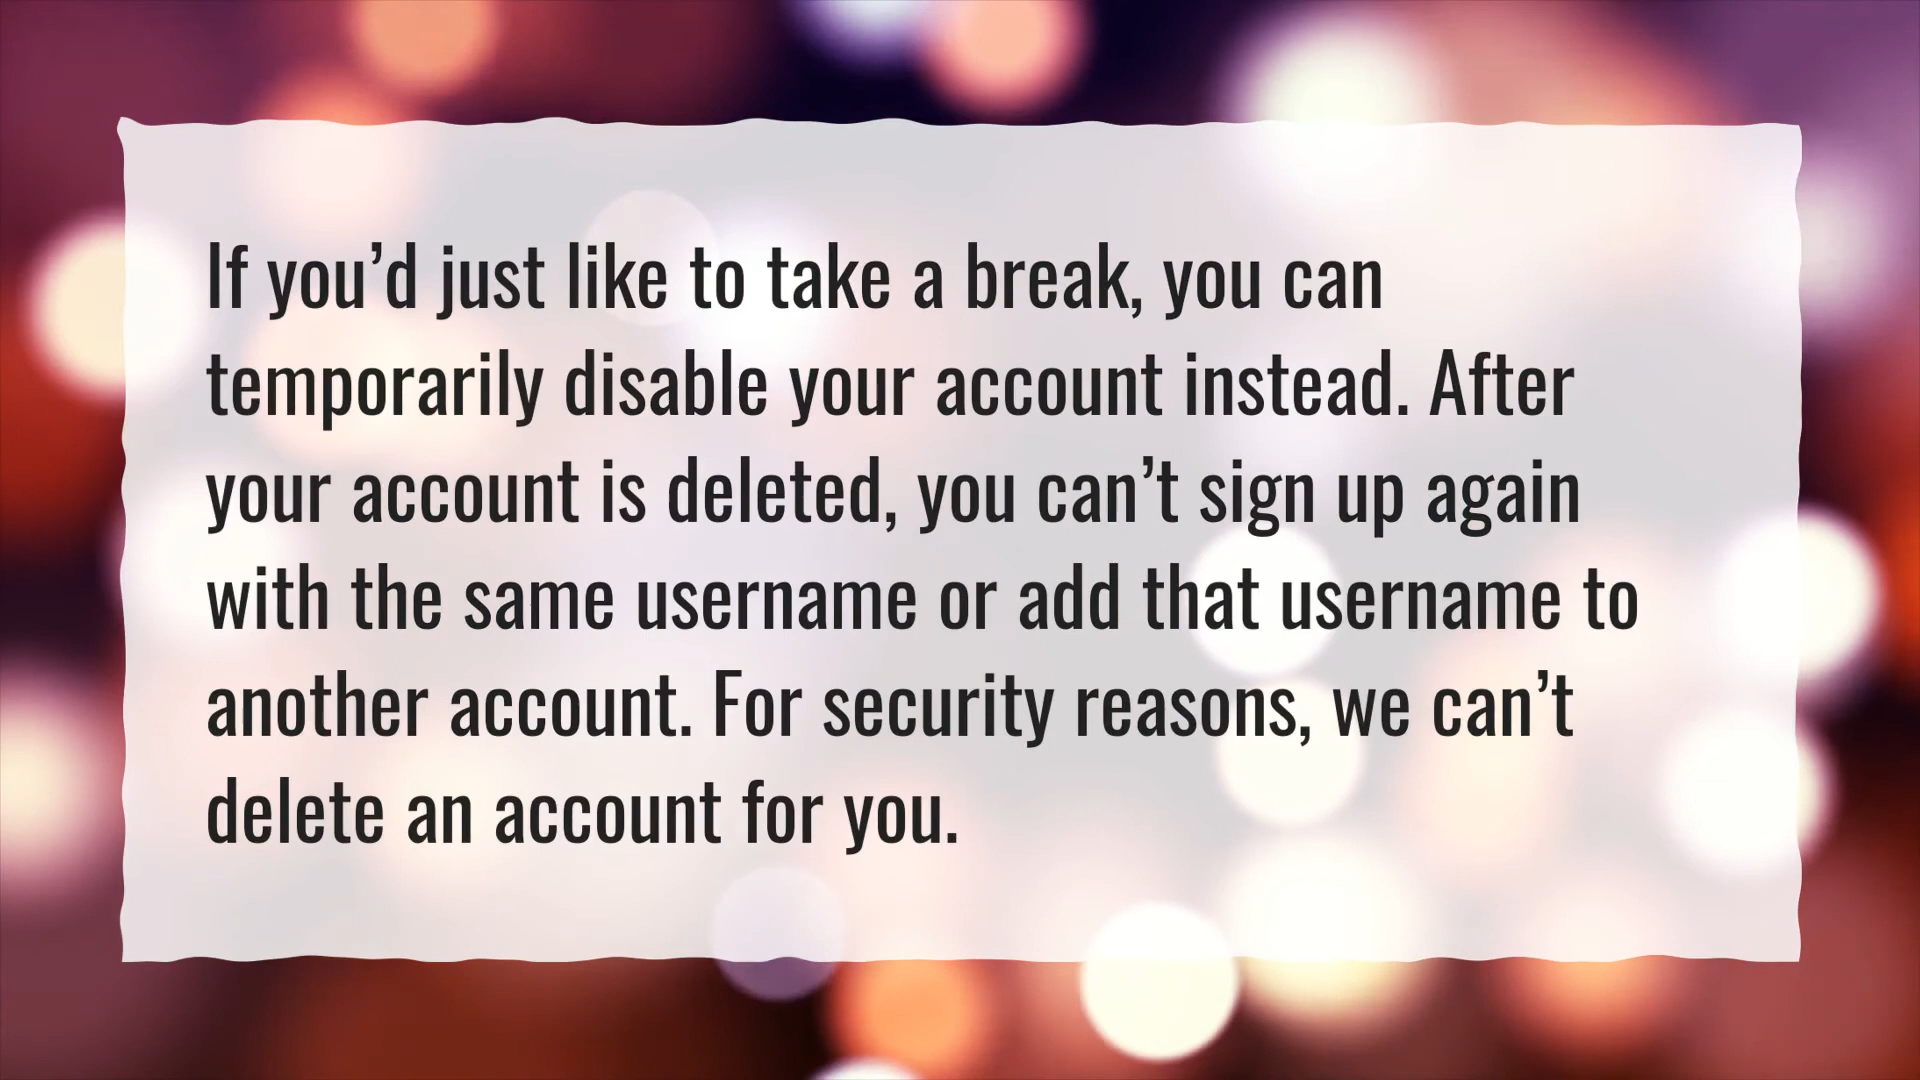 If you’d just like to take a break, you can
temporarily disable your account instead. After
your account is deleted, you can’t sign up again
with the same username or add that username to
another account. For security reasons, we can’t
delete an account for you.